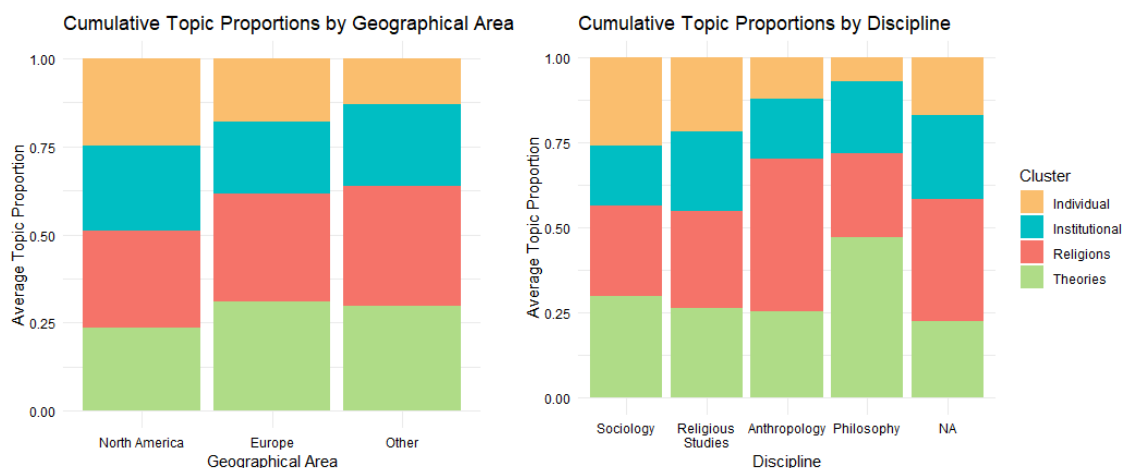 Cumulative Topic Proportions by Geographical Area
1.00
0.75
0.50
0.25
0.00
Average Topic Proportion
North America
Europe
Other
Geographical Area
Cumulative Topic Proportions by Discipline
1.00
0.75
0.50
0.25
0.00
Average Topic Proportion
Sociology
Religious
Studies
Anthropology
Philosophy
NA
Discipline
Cluster
Individual
Institutional
Religions
Theories